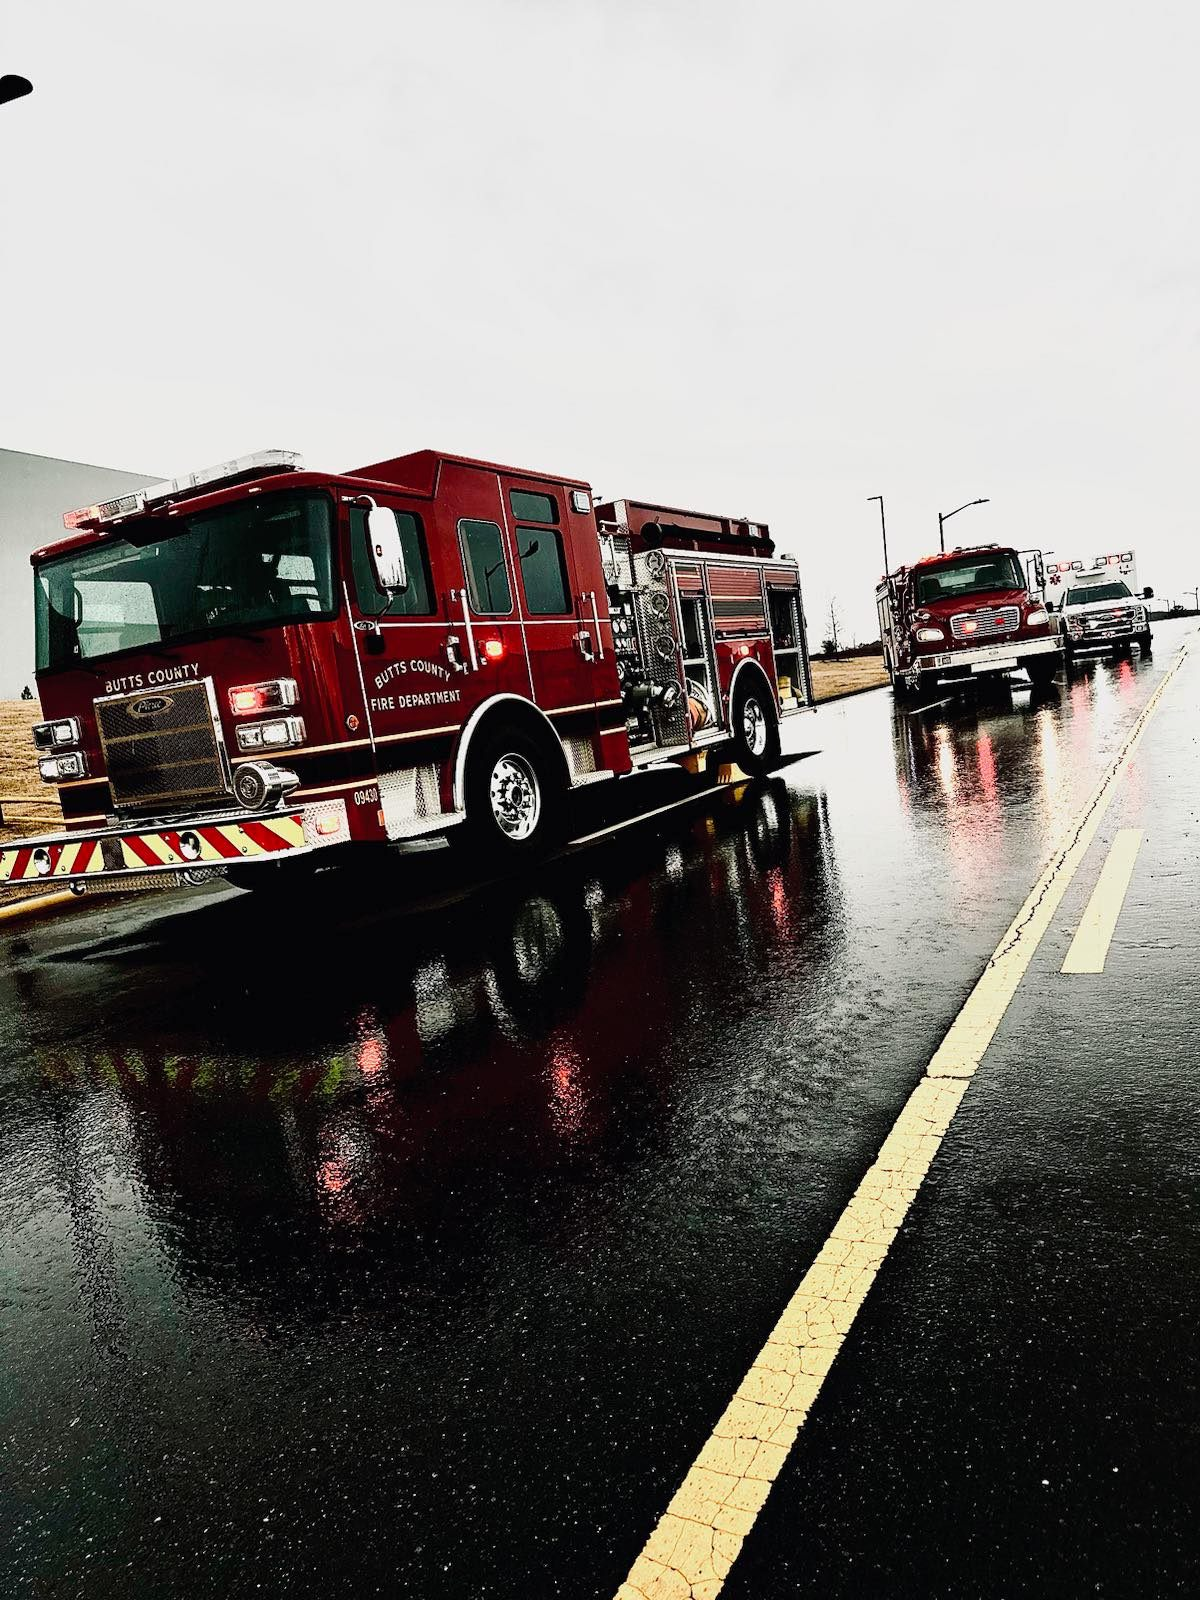 BUTTS COUNTY
Pierce
BUTTS COUNTY
FIRE DEPARTMENT
09430